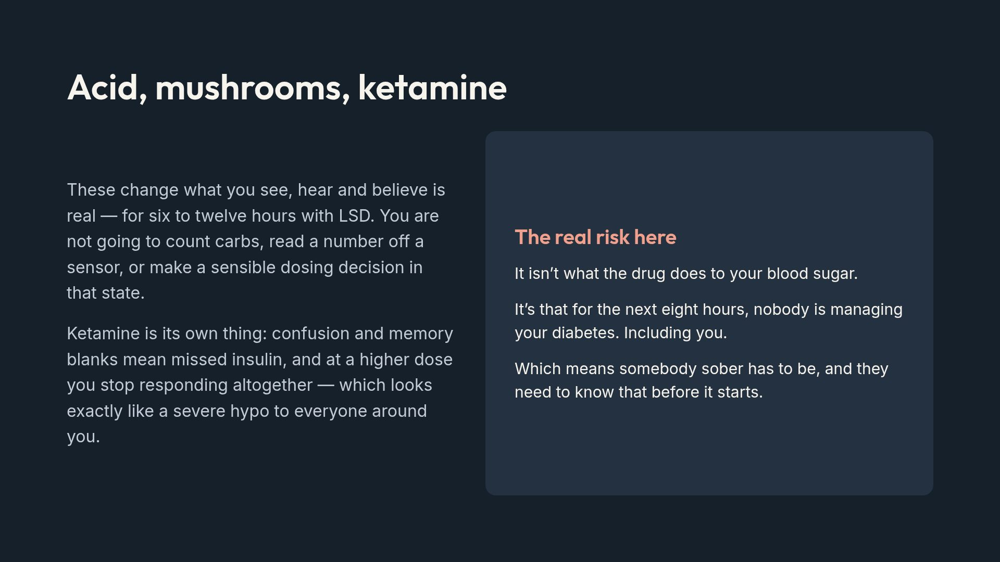 Acid, mushrooms, ketamine
These change what you see, hear and believe is
real — for six to twelve hours with LSD. You are
not going to count carbs, read a number off a
sensor, or make a sensible dosing decision in
that state.
Ketamine is its own thing: confusion and memory
blanks mean missed insulin, and at a higher dose
you stop responding altogether — which looks
exactly like a severe hypo to everyone around
you.
The real risk here
It isn’t what the drug does to your blood sugar.
It’s that for the next eight hours, nobody is managing
your diabetes. Including you.
Which means somebody sober has to be, and they
need to know that before it starts.